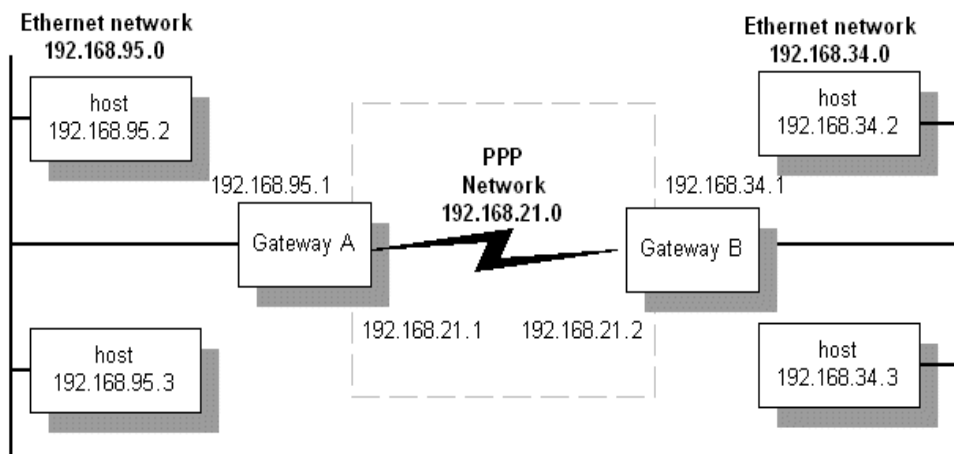 Ethernet network
192.168.95.0
host
192.168.95.2
192.168.95.1
Gateway A
host
192.168.95.3
PPP
Network
192.168.21.0
192.168.21.1
192.168.21.2
Ethernet network
192.168.34.0
host
192.168.34.2
192.168.34.1
Gateway B
host
192.168.34.3